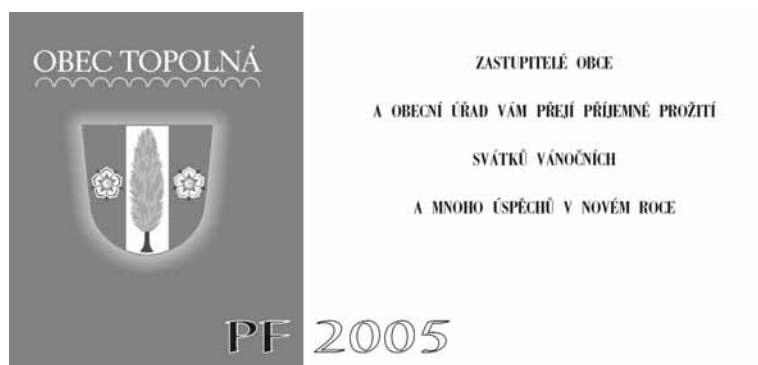 OBEC TOPOLNÁ
ZASTUPITELÉ OBCE
A OBECNÍ ÚŘAD VÁM PŘEJÍ PŘÍJEMNÉ PROŽITÍ
SVÁTKŮ VÁNOČNÍCH
A MNOHO ÚSPĚCHŮ V NOVÉM ROCE
PF 2005